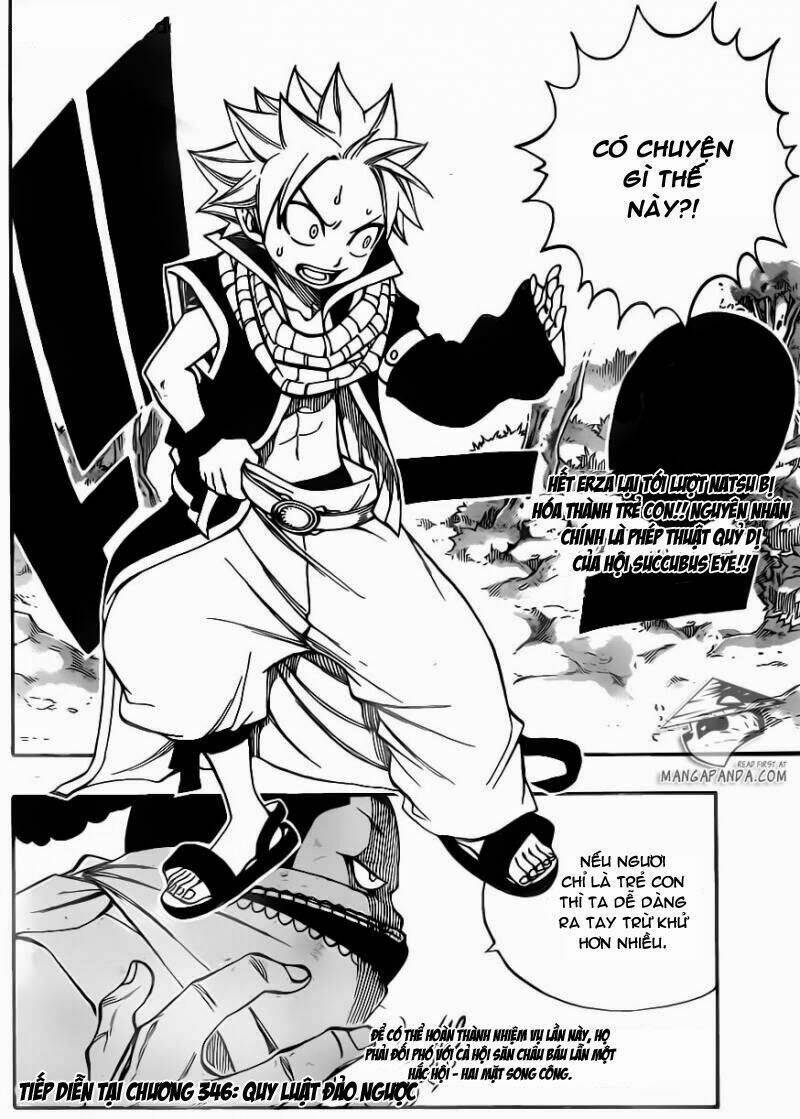 CÓ CHUYỆN
GÌ THẾ
NÀY?!
HẾT ERZA LẠI TỚI LƯỢT NATSU BỊ
HÓA THÀNH TRẺ CON!! NGUYÊN NHÂN
CHÍNH LÀ PHÉP THUẬT QUỶ DỊ
CỦA HỘI SUCCUBUS EYE!!
READ FIRST AT
MANGAPANDA.COM
NẾU NGƯƠI
CHỈ LÀ TRẺ CON
THÌ TA DỄ DÀNG
RA TAY TRỪ KHỬ
HƠN NHIỀU.
ĐỂ CÓ THỂ HOÀN THÀNH NHIỆM VỤ LẦN NÀY, HỌ
PHẢI ĐỐI PHÓ VỚI CẢ HỘI SĂN CHÂU BÁU LẪN MỘT
HẮC HỘI - HAI MẶT SONG CÔNG.
TIẾP DIỄN TẠI CHƯƠNG 346: QUY LUẬT ĐẢO NGƯỢC